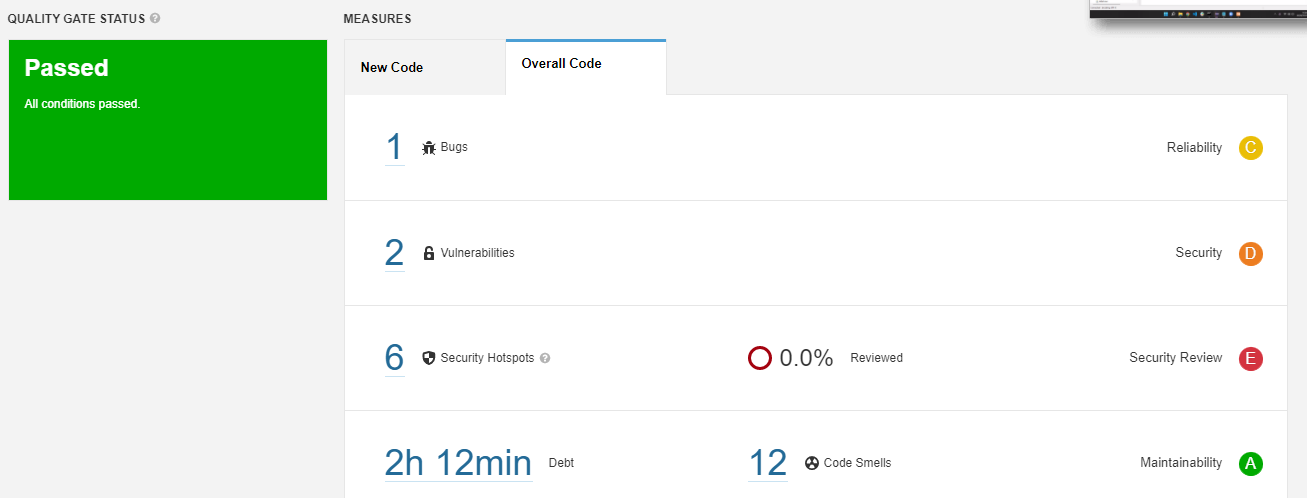 QUALITY GATE STATUS ?
MEASURES
Passed
All conditions passed.
New Code
Overall Code
1 Bugs
Reliability C
2 Vulnerabilities
Security D
6 Security Hotspots ?
0.0% Reviewed
Security Review E
2h 12min Debt
12 Code Smells
Maintainability A